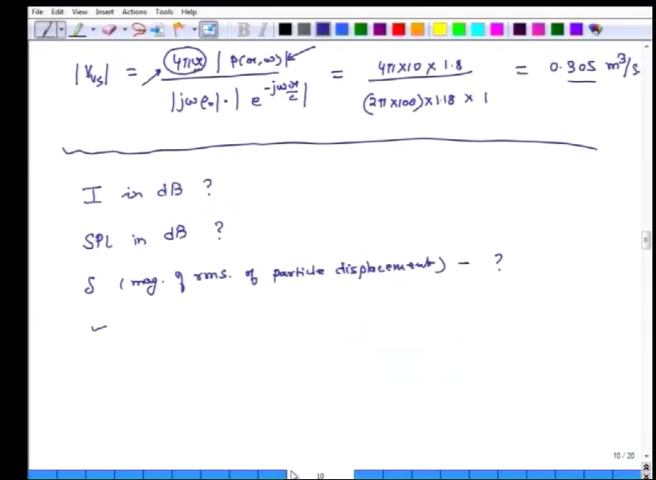 File Edit View Insert Actions Tools Help
|V_vs| = 4πx | P(x,ω)| / |jωρ₀|·|e^(-jωx/c)| = 4π×10 × 1.8 / (2π×100)×1.18 × 1 = 0.305 m³/s
I in dB ?
SPL in dB ?
δ (mag. of rms. of particle displacement) - ?
10 / 20
10